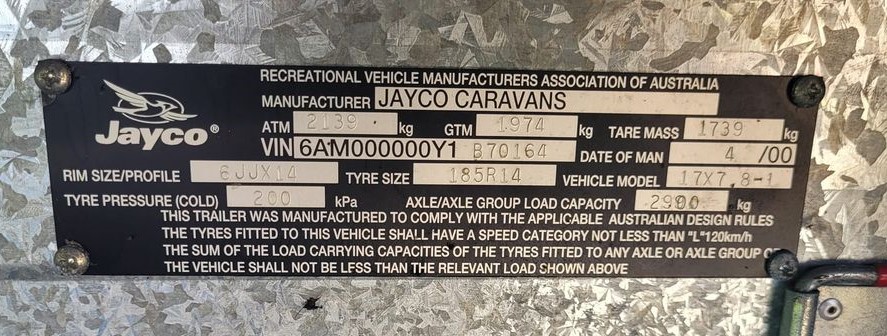 Jayco®
RECREATIONAL VEHICLE MANUFACTURERS ASSOCIATION OF AUSTRALIA
MANUFACTURER JAYCO CARAVANS
ATM 2139 kg GTM 1974 kg TARE MASS 1739 kg
VIN 6AM000000Y1 B70164 DATE OF MAN 4 /00
RIM SIZE/PROFILE 6JJX14 TYRE SIZE 185R14 VEHICLE MODEL 17X7.8-1
TYRE PRESSURE (COLD) 200 kPa AXLE/AXLE GROUP LOAD CAPACITY kg
THIS TRAILER WAS MANUFACTURED TO COMPLY WITH THE APPLICABLE AUSTRALIAN DESIGN RULES
THE TYRES FITTED TO THIS VEHICLE SHALL HAVE A SPEED CATEGORY NOT LESS THAN "L"120km/h
THE SUM OF THE LOAD CARRYING CAPACITIES OF THE TYRES FITTED TO ANY AXLE OR AXLE GROUP OF
THE VEHICLE SHALL NOT BE LESS THAN THE RELEVANT LOAD SHOWN ABOVE